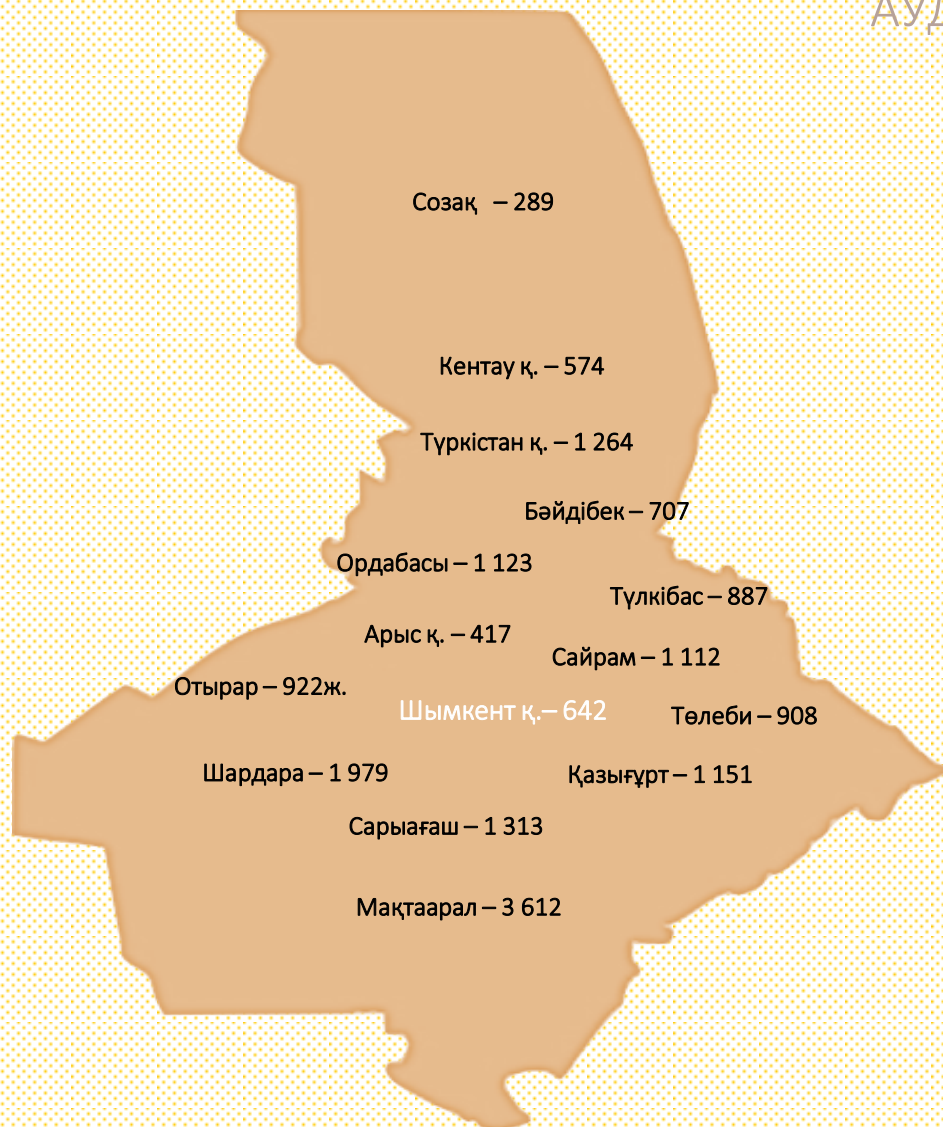 АУД
Созақ – 289
Кентау қ. – 574
Түркістан қ. – 1 264
Бәйдібек – 707
Ордабасы – 1 123
Түлкібас – 887
Арыс қ. – 417
Сайрам – 1 112
Отырар – 922ж.
Шымкент қ.– 642
Төлеби – 908
Шардара – 1 979
Қазығұрт – 1 151
Сарыағаш – 1 313
Мақтаарал – 3 612